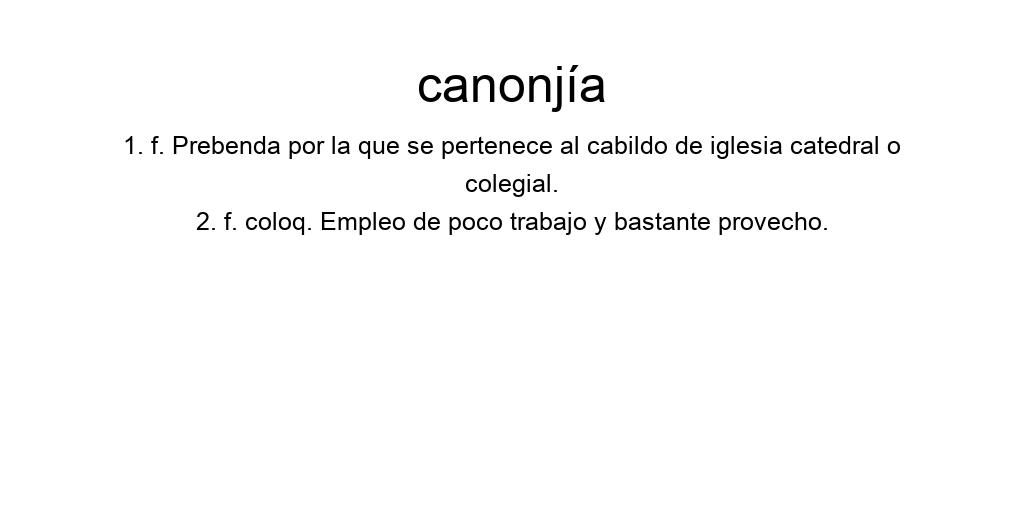 canonjía
1. f. Prebenda por la que se pertenece al cabildo de iglesia catedral o
colegial.
2. f. coloq. Empleo de poco trabajo y bastante provecho.